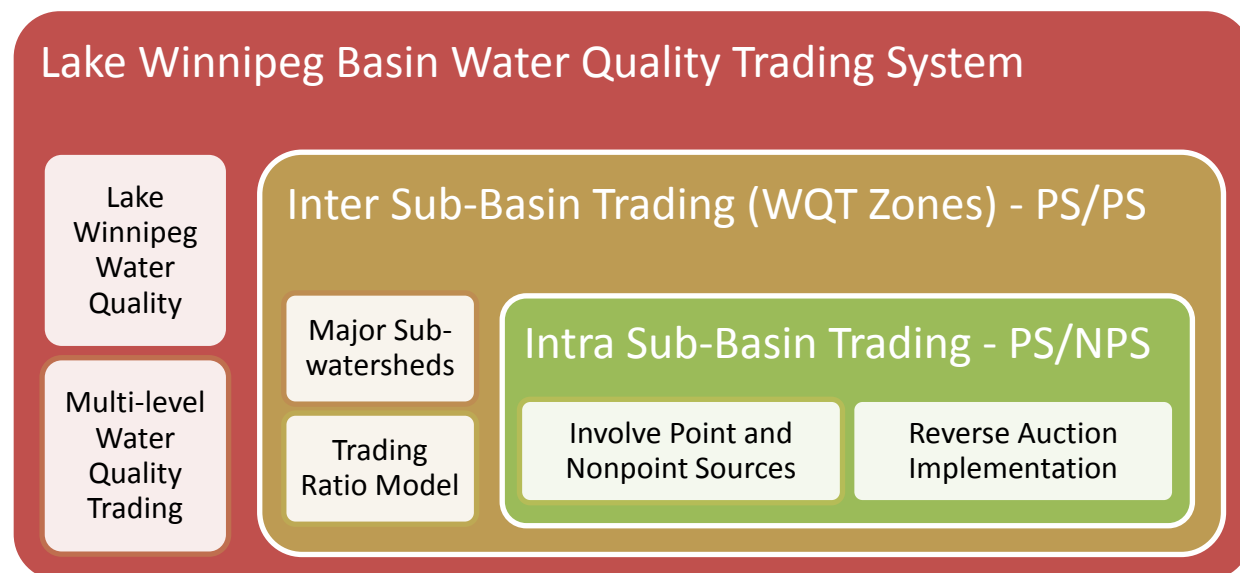 Lake Winnipeg Basin Water Quality Trading System
Lake
Winnipeg
Water
Quality
Multi-level
Water
Quality
Trading
Inter Sub-Basin Trading (WQT Zones) - PS/PS
Major Sub-
watersheds
Trading
Ratio Model
Intra Sub-Basin Trading - PS/NPS
Involve Point and
Nonpoint Sources
Reverse Auction
Implementation